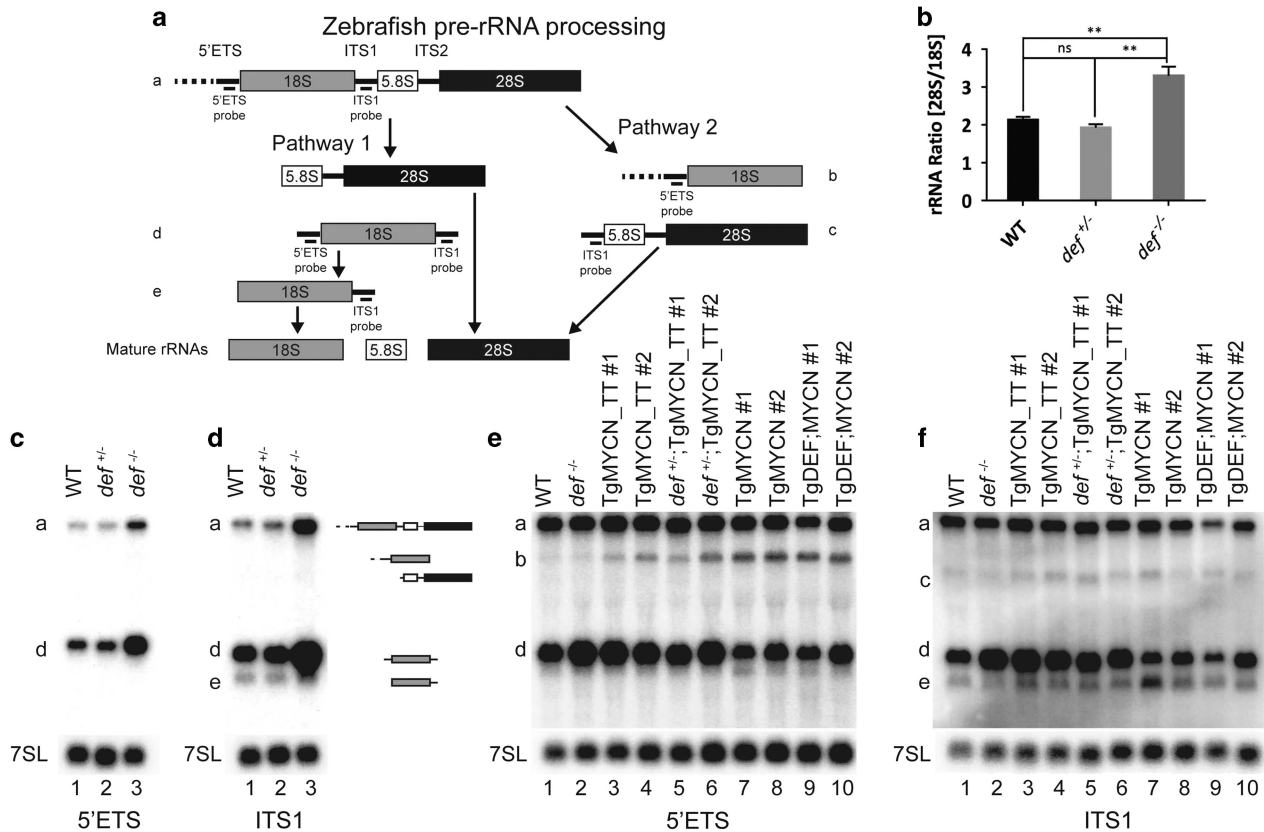 a
Zebrafish pre-rRNA processing
5'ETS
ITS1
ITS2
a
18S
5.8S
28S
5'ETS
probe
ITS1
probe
Pathway 1
Pathway 2
5.8S
28S
18S
b
5'ETS
probe
d
18S
5'ETS
probe
ITS1
probe
5.8S
28S
c
ITS1
probe
e
18S
ITS1
probe
Mature rRNAs
18S
5.8S
28S
b
rRNA Ratio [28S/18S]
4
3
2
1
0
**
ns
**
WT
def +/-
def -/-
c
WT
def +/-
def -/-
a
d
7SL
1 2 3
5'ETS
d
WT
def +/-
def -/-
a
d
e
7SL
1 2 3
ITS1
e
WT
def -/-
TgMYCN_TT #1
TgMYCN_TT #2
def +/-;TgMYCN_TT #1
def +/-;TgMYCN_TT #2
TgMYCN #1
TgMYCN #2
TgDEF;MYCN #1
TgDEF;MYCN #2
a
b
d
7SL
1 2 3 4 5 6 7 8 9 10
5'ETS
f
WT
def -/-
TgMYCN_TT #1
TgMYCN_TT #2
def +/-;TgMYCN_TT #1
def +/-;TgMYCN_TT #2
TgMYCN #1
TgMYCN #2
TgDEF;MYCN #1
TgDEF;MYCN #2
a
c
d
e
7SL
1 2 3 4 5 6 7 8 9 10
ITS1